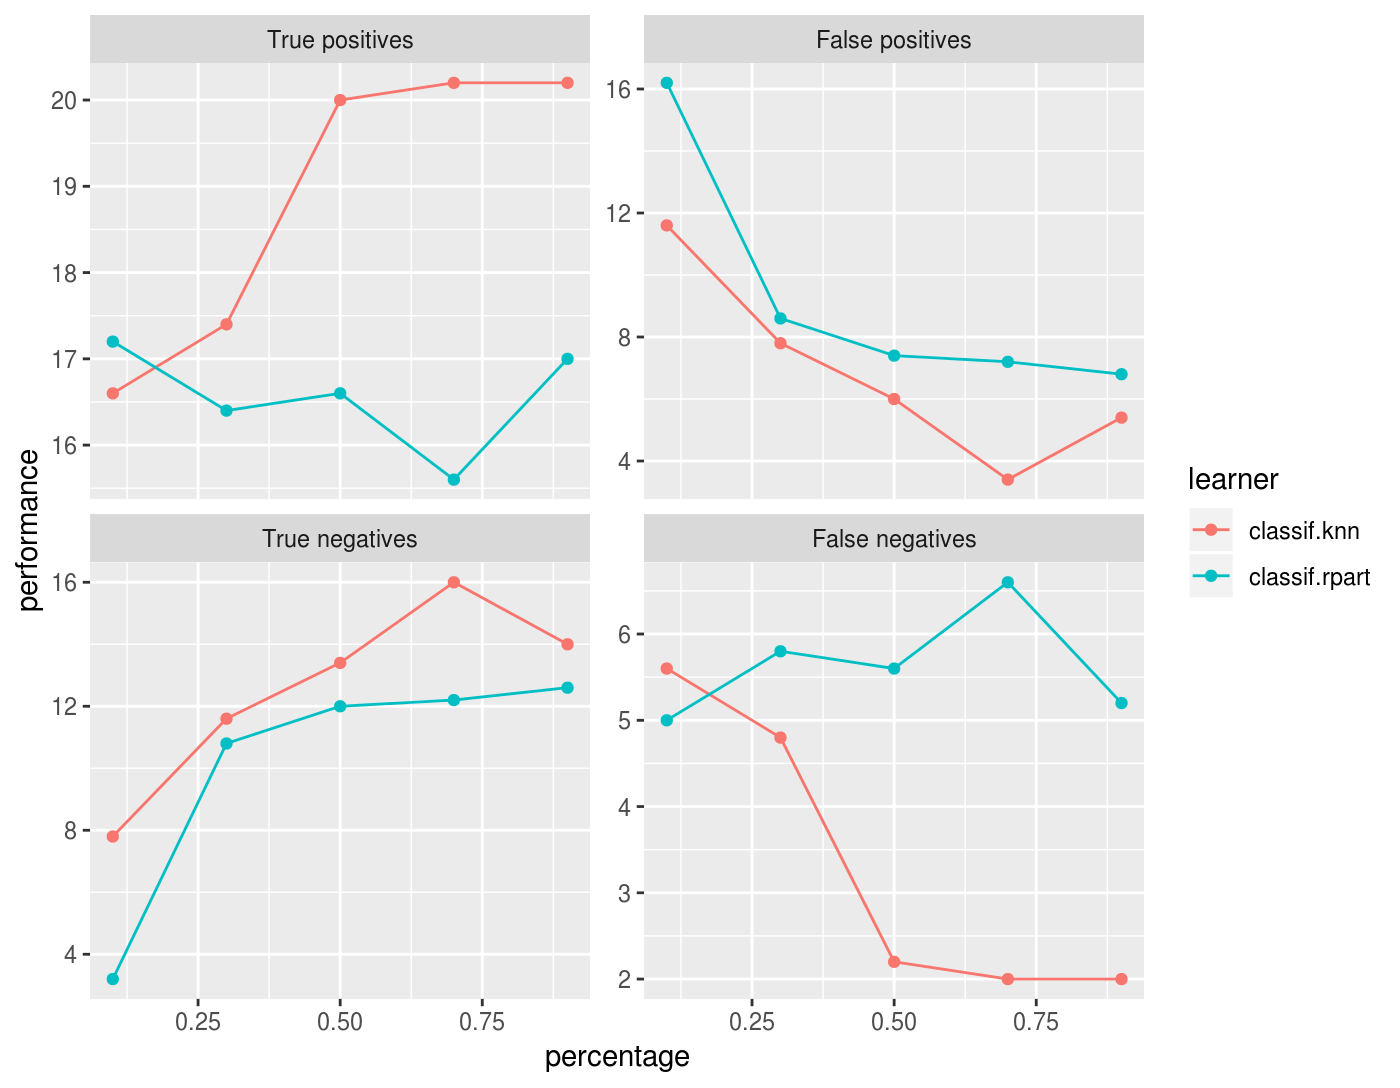 True positives
False positives
20
19
18
17
16
16
12
8
4
True negatives
False negatives
16
12
8
4
6
5
4
3
2
0.25 0.50 0.75
0.25 0.50 0.75
percentage
performance
learner
classif.knn
classif.rpart